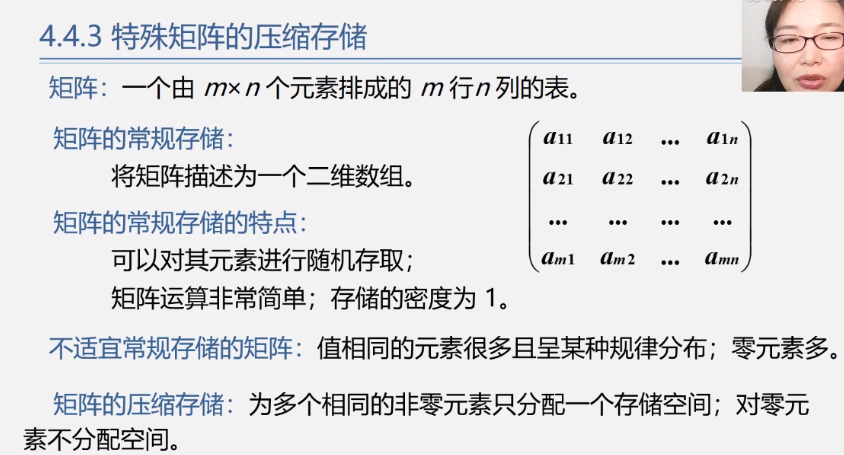 4.4.3 特殊矩阵的压缩存储
矩阵：一个由 m×n 个元素排成的 m 行n 列的表。
矩阵的常规存储：
将矩阵描述为一个二维数组。
矩阵的常规存储的特点：
可以对其元素进行随机存取；
矩阵运算非常简单；存储的密度为 1。
a11 a12 ... a1n
a21 a22 ... a2n
... ... ... ...
am1 am2 ... amn
不适宜常规存储的矩阵：值相同的元素很多且呈某种规律分布；零元素多。
矩阵的压缩存储：为多个相同的非零元素只分配一个存储空间；对零元
素不分配空间。